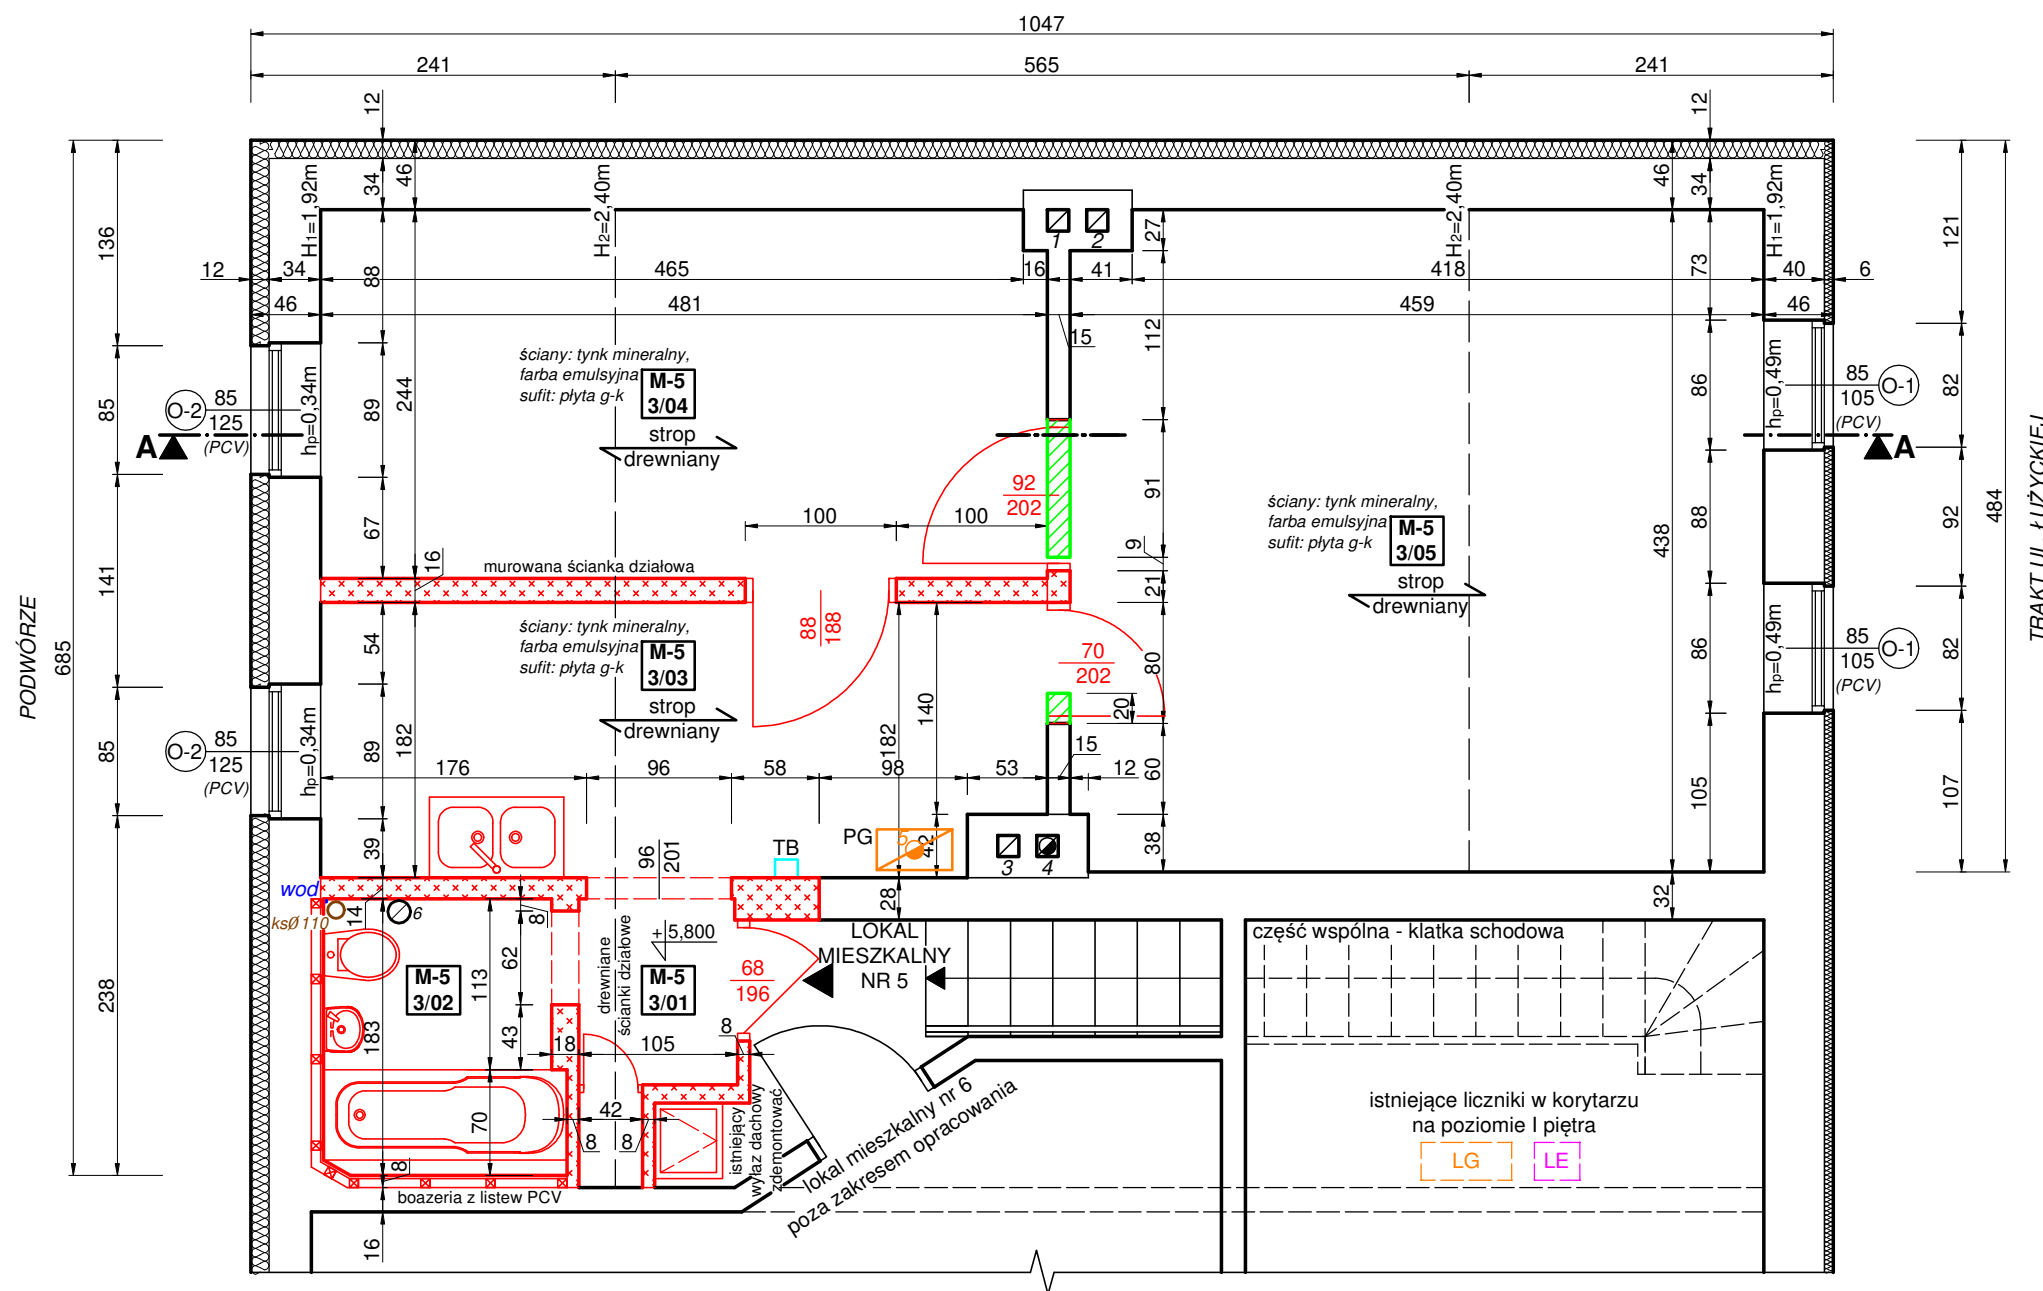 1047
241
565
241
12
12
46
34
H1=1,92m
H2=2,40m
H2=2,40m
46
34
H1=1,92m
1
2
27
136
121
12
34
465
16
41
418
40
6
88
73
46
481
459
46
15
112
ściany: tynk mineralny,
farba emulsyjna
sufit: płyta g-k
M-5
3/04
strop
drewniany
244
O-2
85
125
(PCV)
hp=0,34m
85
89
A
hp=0,49m
85
105
(PCV)
O-1
86
82
A
92
202
91
9
21
100
100
ściany: tynk mineralny,
farba emulsyjna
sufit: płyta g-k
M-5
3/05
strop
drewniany
438
88
92
484
TRAKT UL. ŁUŻYCKIEJ
67
141
16
murowana ścianka działowa
PODWÓRZE
685
54
ściany: tynk mineralny,
farba emulsyjna
sufit: płyta g-k
M-5
3/03
strop
drewniany
88
188
70
202
80
20
140
182
86
82
hp=0,49m
85
105
(PCV)
O-1
O-2
85
125
(PCV)
hp=0,34m
85
89
182
176
96
58
98
53
15
12
60
105
107
39
PG
5
42
TB
3
4
38
96
201
wod
ksØ110
14
6
8
28
32
drewniane
ścianki działowe
+5,800
LOKAL
MIESZKALNY
NR 5
część wspólna - klatka schodowa
M-5
3/02
M-5
3/01
68
196
113
62
43
183
238
18
105
8
42
8
8
70
8
istniejący
wyłaz dachowy
zdemontować
lokal mieszkalny nr 6
poza zakresem opracowania
istniejące liczniki w korytarzu
na poziomie I piętra
LG
LE
boazeria z listew PCV
16